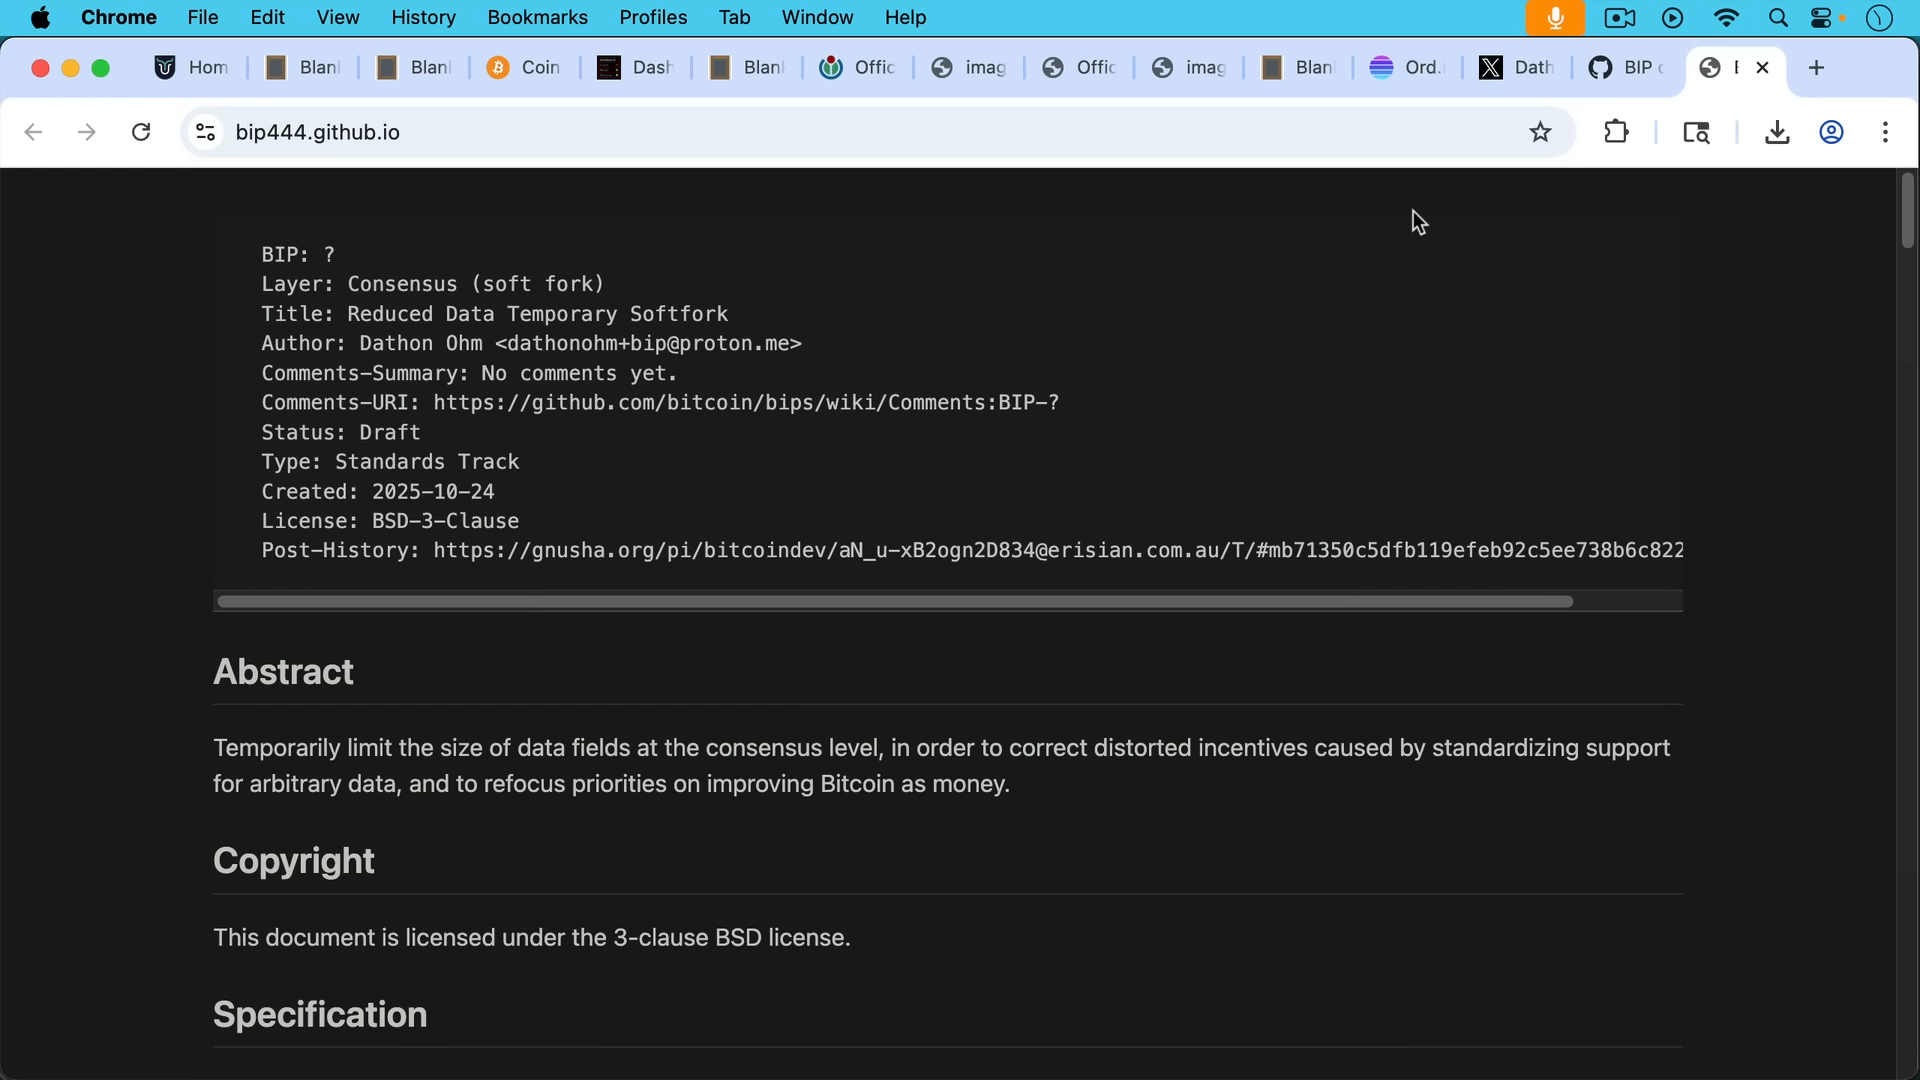 Chrome File Edit View History Bookmarks Profiles Tab Window Help
Hom Blan Blan Coin Dash Blan Offic imag Offic imag Blan Ord. Dath BIP
bip444.github.io
BIP: ?
Layer: Consensus (soft fork)
Title: Reduced Data Temporary Softfork
Author: Dathon Ohm <dathonohm+bip@proton.me>
Comments-Summary: No comments yet.
Comments-URI: https://github.com/bitcoin/bips/wiki/Comments:BIP-?
Status: Draft
Type: Standards Track
Created: 2025-10-24
License: BSD-3-Clause
Post-History: https://gnusha.org/pi/bitcoindev/aN_u-xB2ogn2D834@erisian.com.au/T/#mb71350c5dfb119efeb92c5ee738b6c822
Abstract
Temporarily limit the size of data fields at the consensus level, in order to correct distorted incentives caused by standardizing support
for arbitrary data, and to refocus priorities on improving Bitcoin as money.
Copyright
This document is licensed under the 3-clause BSD license.
Specification